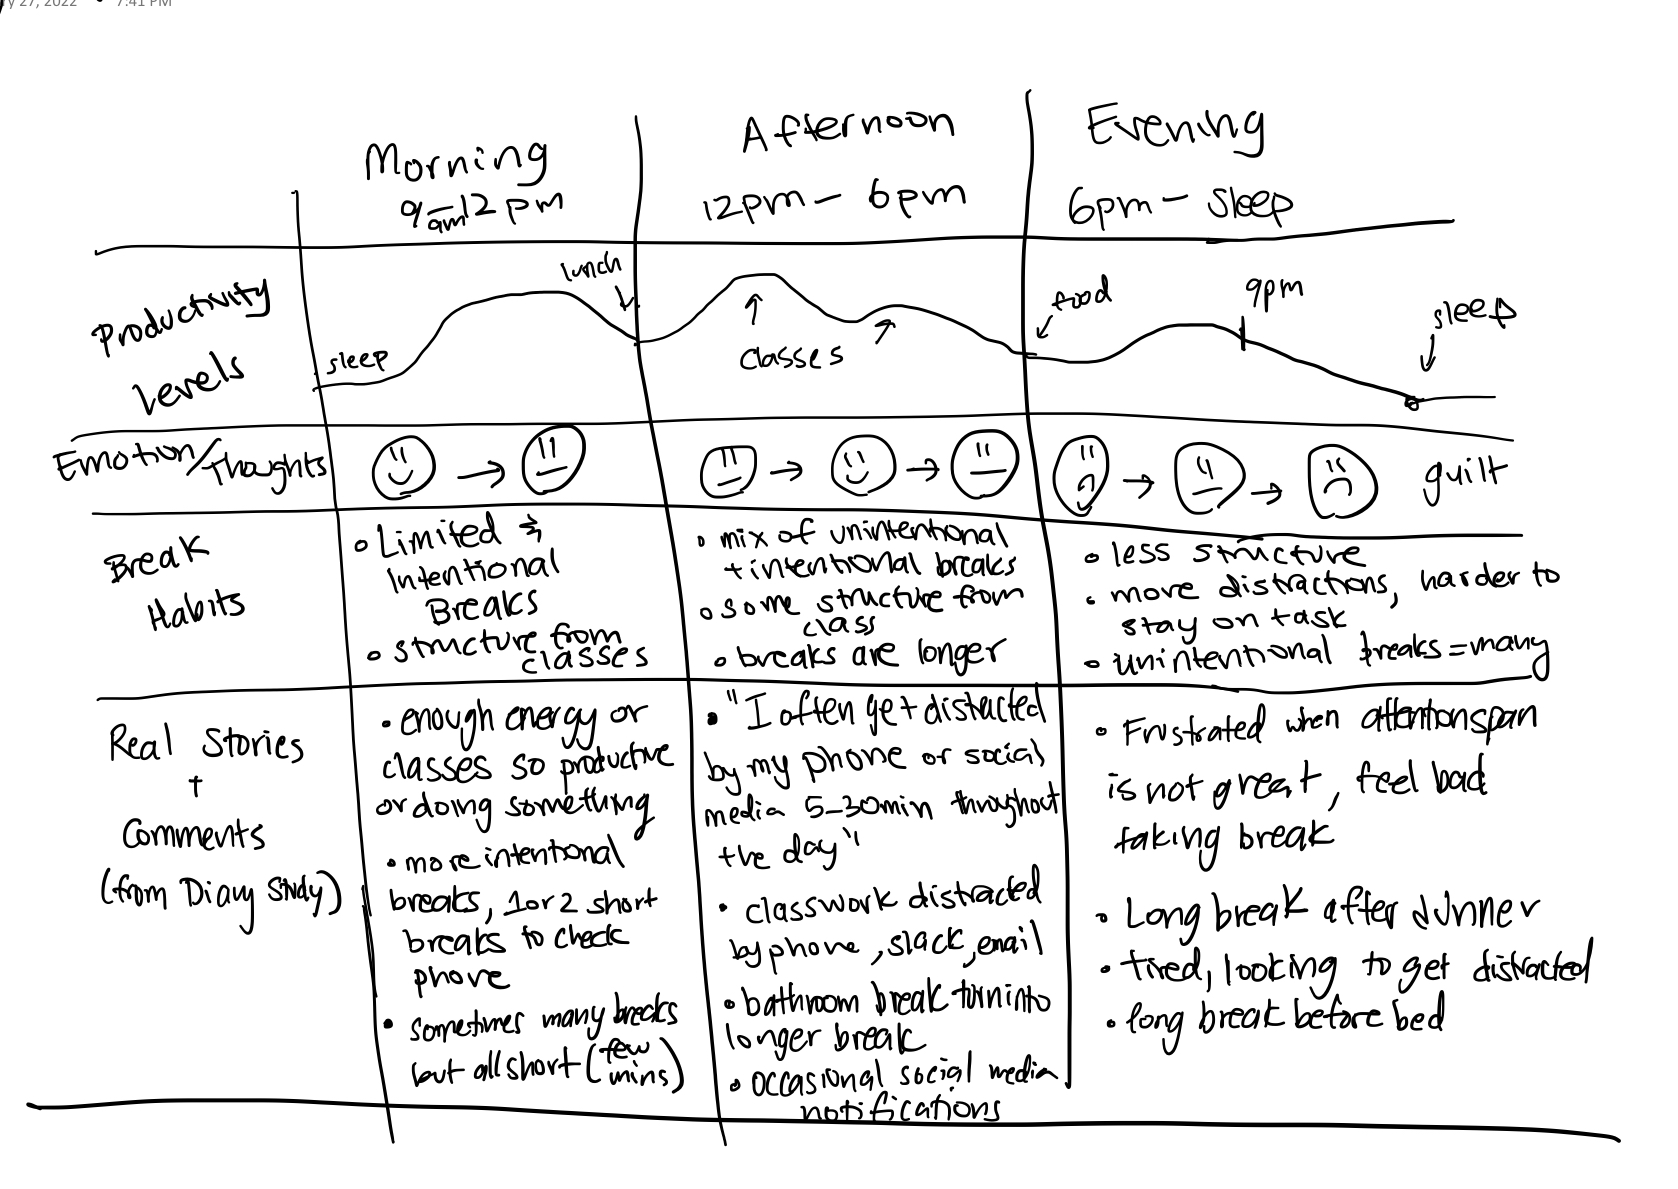 27, 2022 • 7:41 PM
Morning
9am-12pm
Afternoon
12pm - 6pm
Evening
6pm - sleep
Productivity
Levels
sleep
lunch
classes
food
9pm
sleep
Emotion/Thoughts
→
→ →
→ →
guilt
Break
Habits
• Limited &
Intentional
Breaks
• structure from
classes
• mix of unintentional
+ intentional breaks
• some structure from
class
• breaks are longer
• less structure
• more distractions, harder to
stay on task
• unintentional breaks = many
Real Stories
+
Comments
(from Diary Study)
• enough energy or
classes so productive
or doing something
• more intentional
breaks, 1 or 2 short
breaks to check
phone
• sometimes many breaks
but all short (few
mins)
• "I often get distracted
by my phone or social
media 5-30min throughout
the day"
• classwork distracted
by phone, slack, email
• bathroom break turn into
longer break
• occasional social media
notifications
• Frustrated when attention span
is not great, feel bad
taking break
• Long break after dinner
• tired, looking to get distracted
• long break before bed